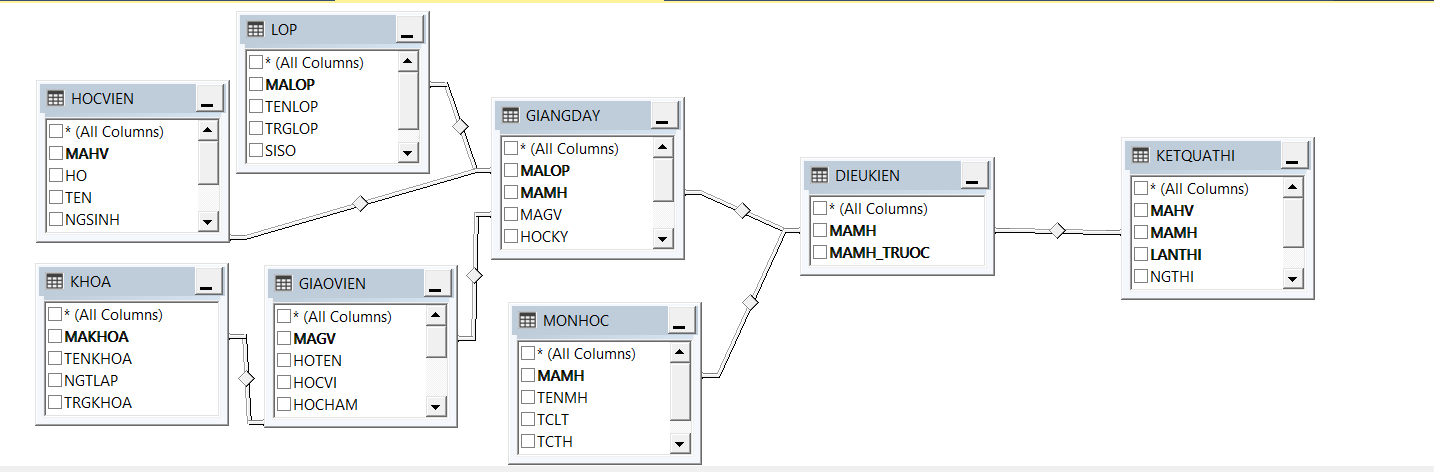 LOP
* (All Columns)
MALOP
TENLOP
TRGLOP
SISO
HOCVIEN
* (All Columns)
MAHV
HO
TEN
NGSINH
GIANGDAY
* (All Columns)
MALOP
MAMH
MAGV
HOCKY
DIEUKIEN
* (All Columns)
MAMH
MAMH_TRUOC
KETQUATHI
* (All Columns)
MAHV
MAMH
LANTHI
NGTHI
KHOA
* (All Columns)
MAKHOA
TENKHOA
NGTLAP
TRGKHOA
GIAOVIEN
* (All Columns)
MAGV
HOTEN
HOCVI
HOCHAM
MONHOC
* (All Columns)
MAMH
TENMH
TCLT
TCTH